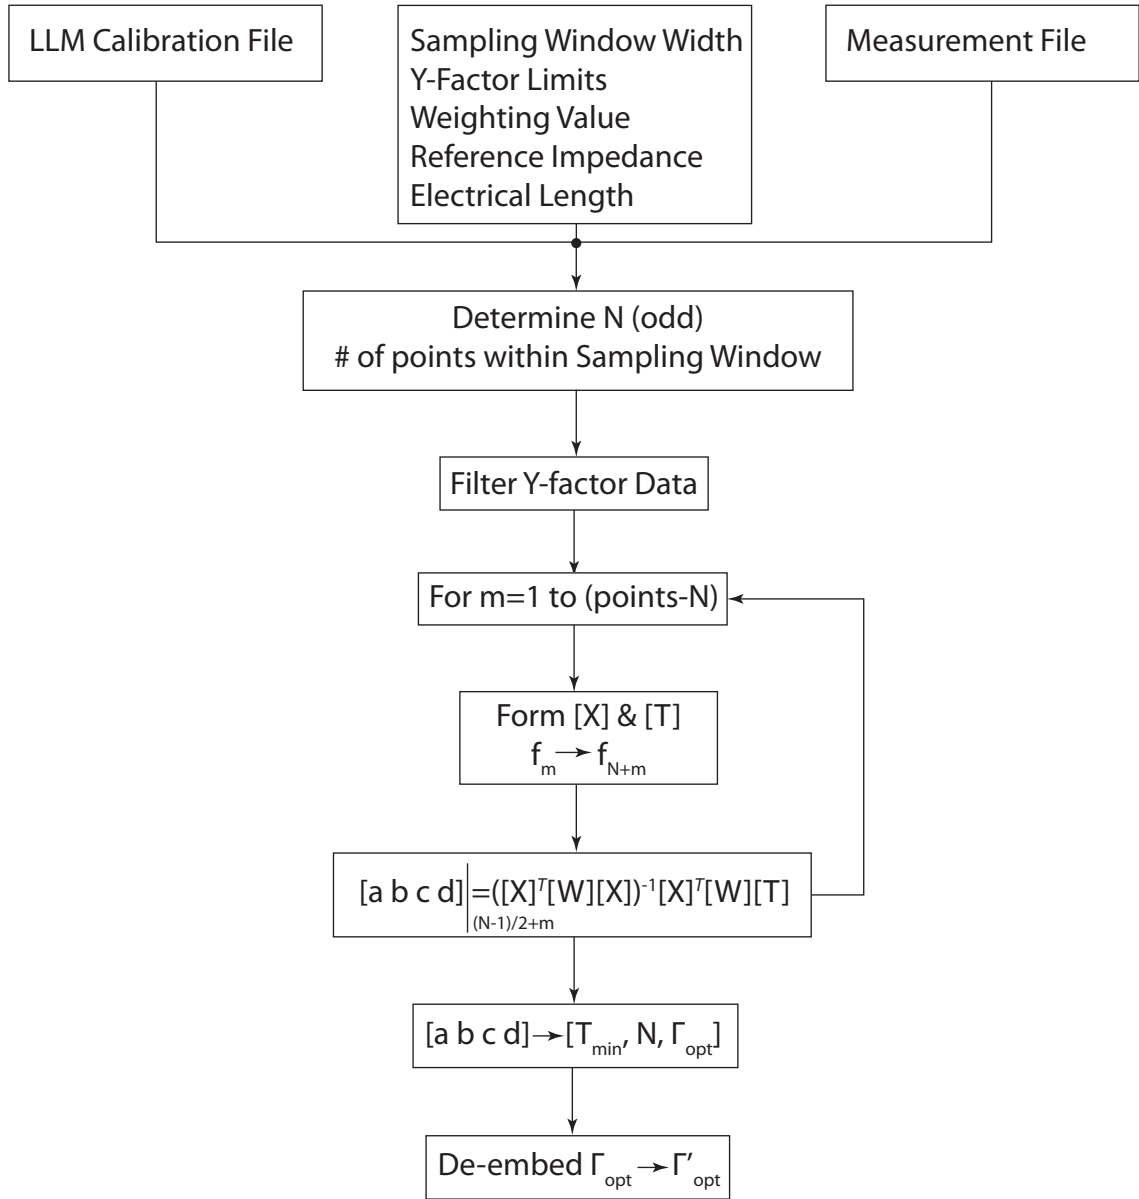 LLM Calibration File
Sampling Window Width
Y-Factor Limits
Weighting Value
Reference Impedance
Electrical Length
Measurement File
Determine N (odd)
# of points within Sampling Window
Filter Y-factor Data
For m=1 to (points-N)
Form [X] & [T]
fₘ → f_N+m
[a b c d]|_(N-1)/2+m =([X]ᵀ[W][X])⁻¹[X]ᵀ[W][T]
[a b c d]→[T_min, N, Γ_opt]
De-embed Γ_opt → Γ′_opt